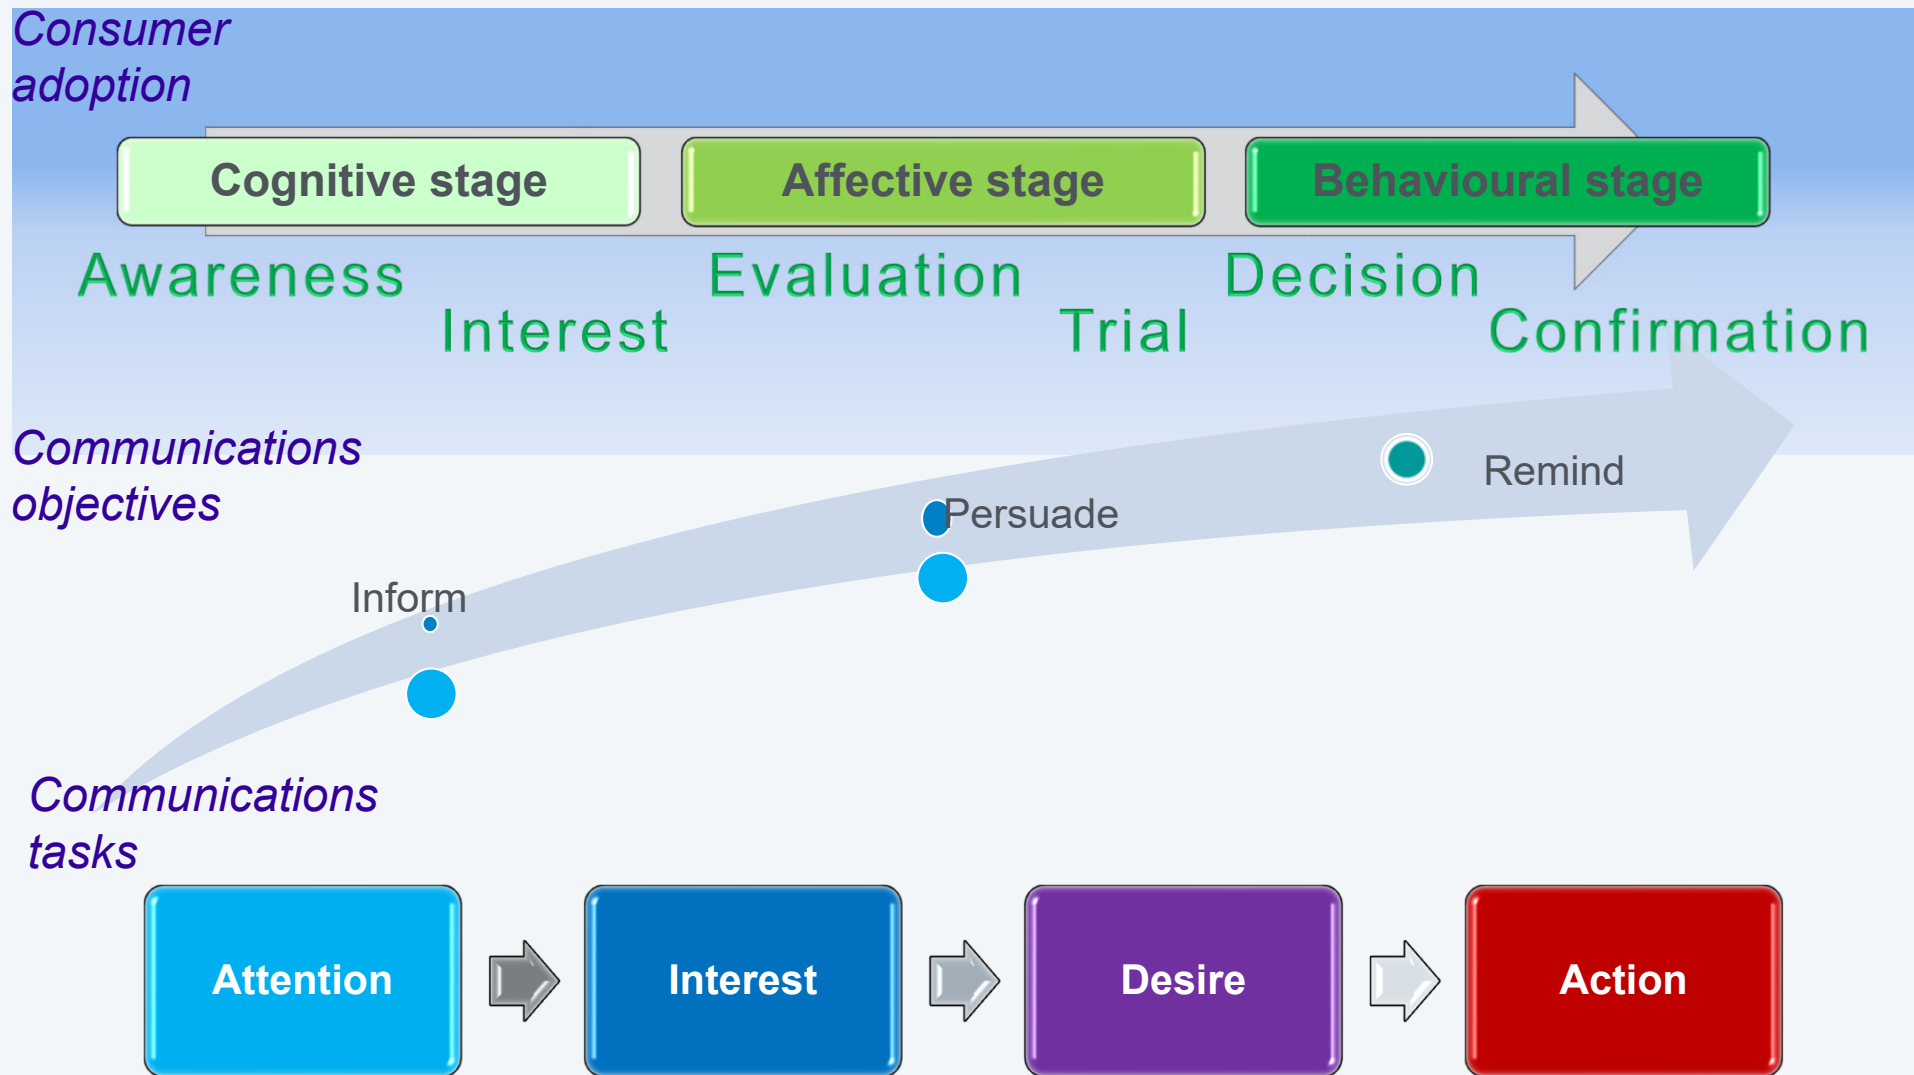 Consumer
adoption
Cognitive stage
Affective stage
Behavioural stage
Awareness
Interest
Evaluation
Trial
Decision
Confirmation
Communications
objectives
Inform
Persuade
Remind
Communications
tasks
Attention
Interest
Desire
Action